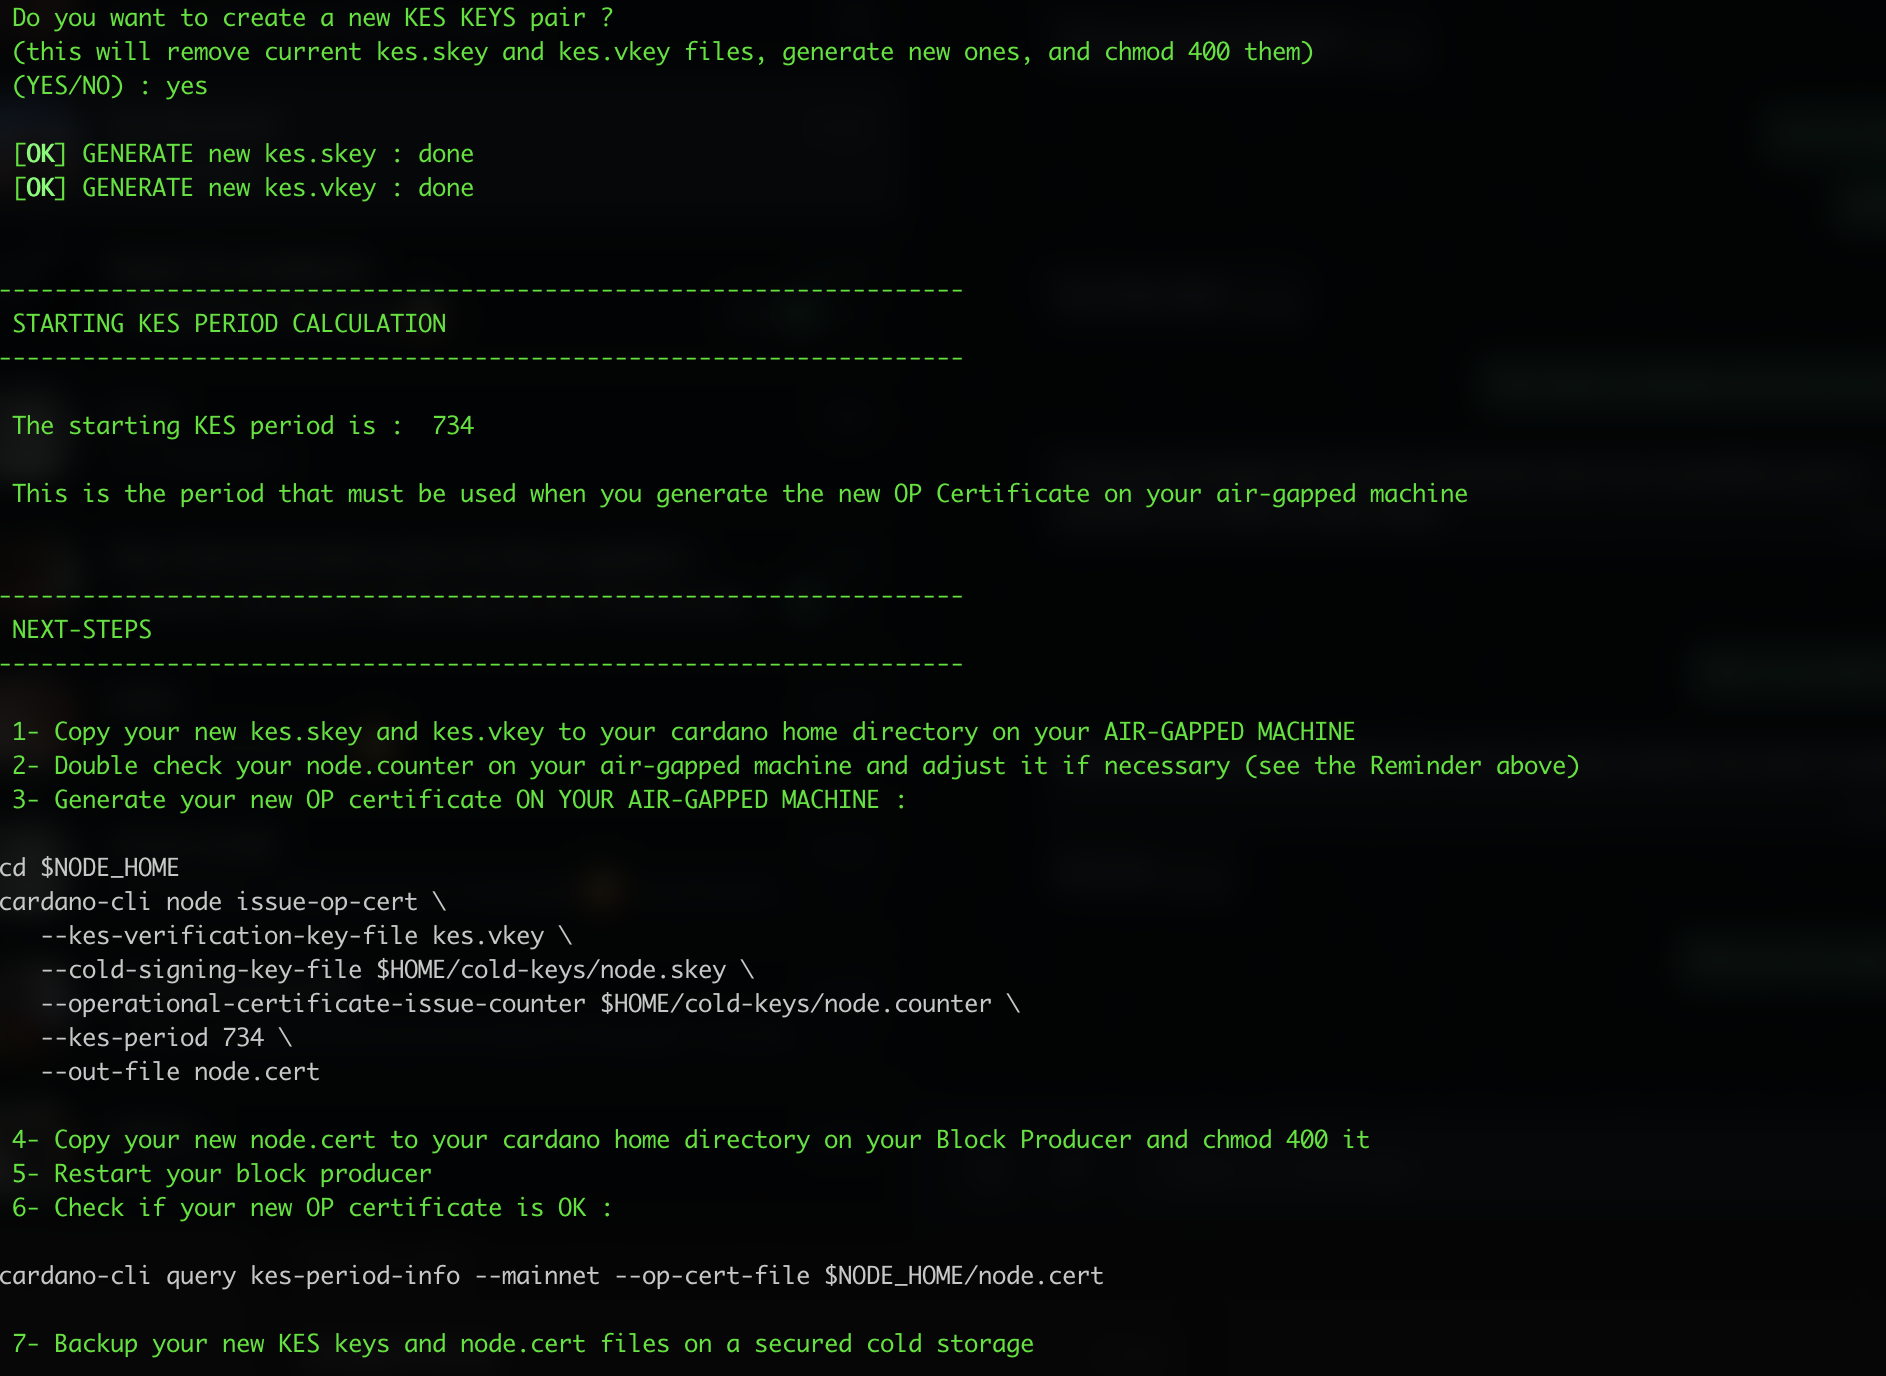 Do you want to create a new KES KEYS pair ?
(this will remove current kes.skey and kes.vkey files, generate new ones, and chmod 400 them)
(YES/NO) : yes
[OK] GENERATE new kes.skey : done
[OK] GENERATE new kes.vkey : done
---------------------------------------------------------------------
STARTING KES PERIOD CALCULATION
---------------------------------------------------------------------
The starting KES period is :  734
This is the period that must be used when you generate the new OP Certificate on your air-gapped machine
---------------------------------------------------------------------
NEXT-STEPS
---------------------------------------------------------------------
1- Copy your new kes.skey and kes.vkey to your cardano home directory on your AIR-GAPPED MACHINE
2- Double check your node.counter on your air-gapped machine and adjust it if necessary (see the Reminder above)
3- Generate your new OP certificate ON YOUR AIR-GAPPED MACHINE :
cd $NODE_HOME
cardano-cli node issue-op-cert \
   --kes-verification-key-file kes.vkey \
   --cold-signing-key-file $HOME/cold-keys/node.skey \
   --operational-certificate-issue-counter $HOME/cold-keys/node.counter \
   --kes-period 734 \
   --out-file node.cert
4- Copy your new node.cert to your cardano home directory on your Block Producer and chmod 400 it
5- Restart your block producer
6- Check if your new OP certificate is OK :
cardano-cli query kes-period-info --mainnet --op-cert-file $NODE_HOME/node.cert
7- Backup your new KES keys and node.cert files on a secured cold storage